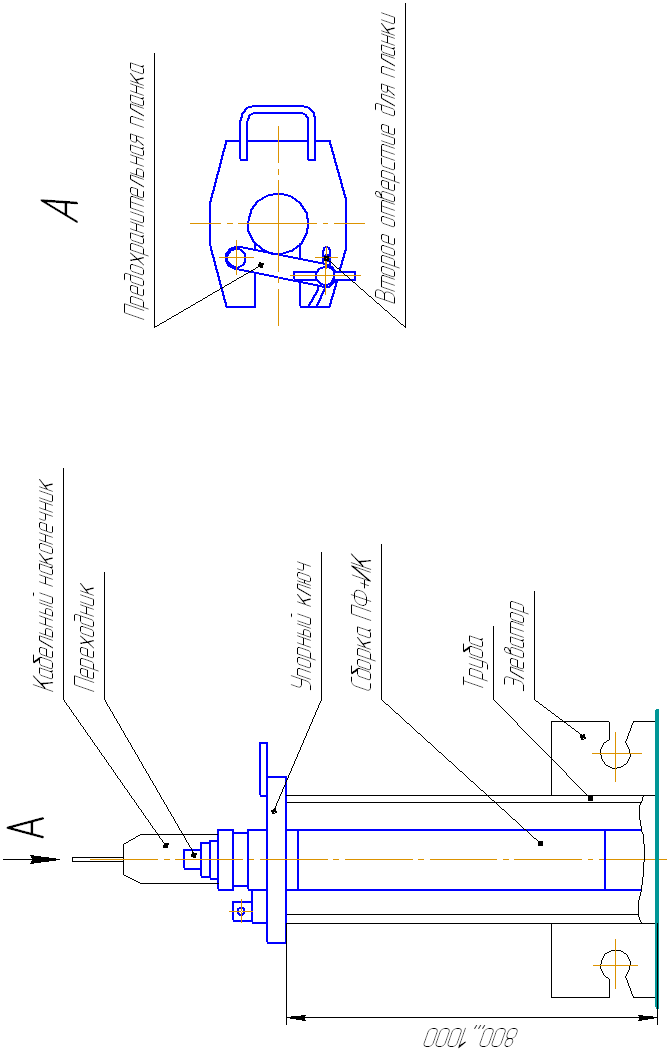 А
Предохранительная планка
Второе отверстие для планки
Кабельный наконечник
Переходник
Упорный ключ
Сборка ПФ+ИК
Труба
Элеватор
А
800...1000